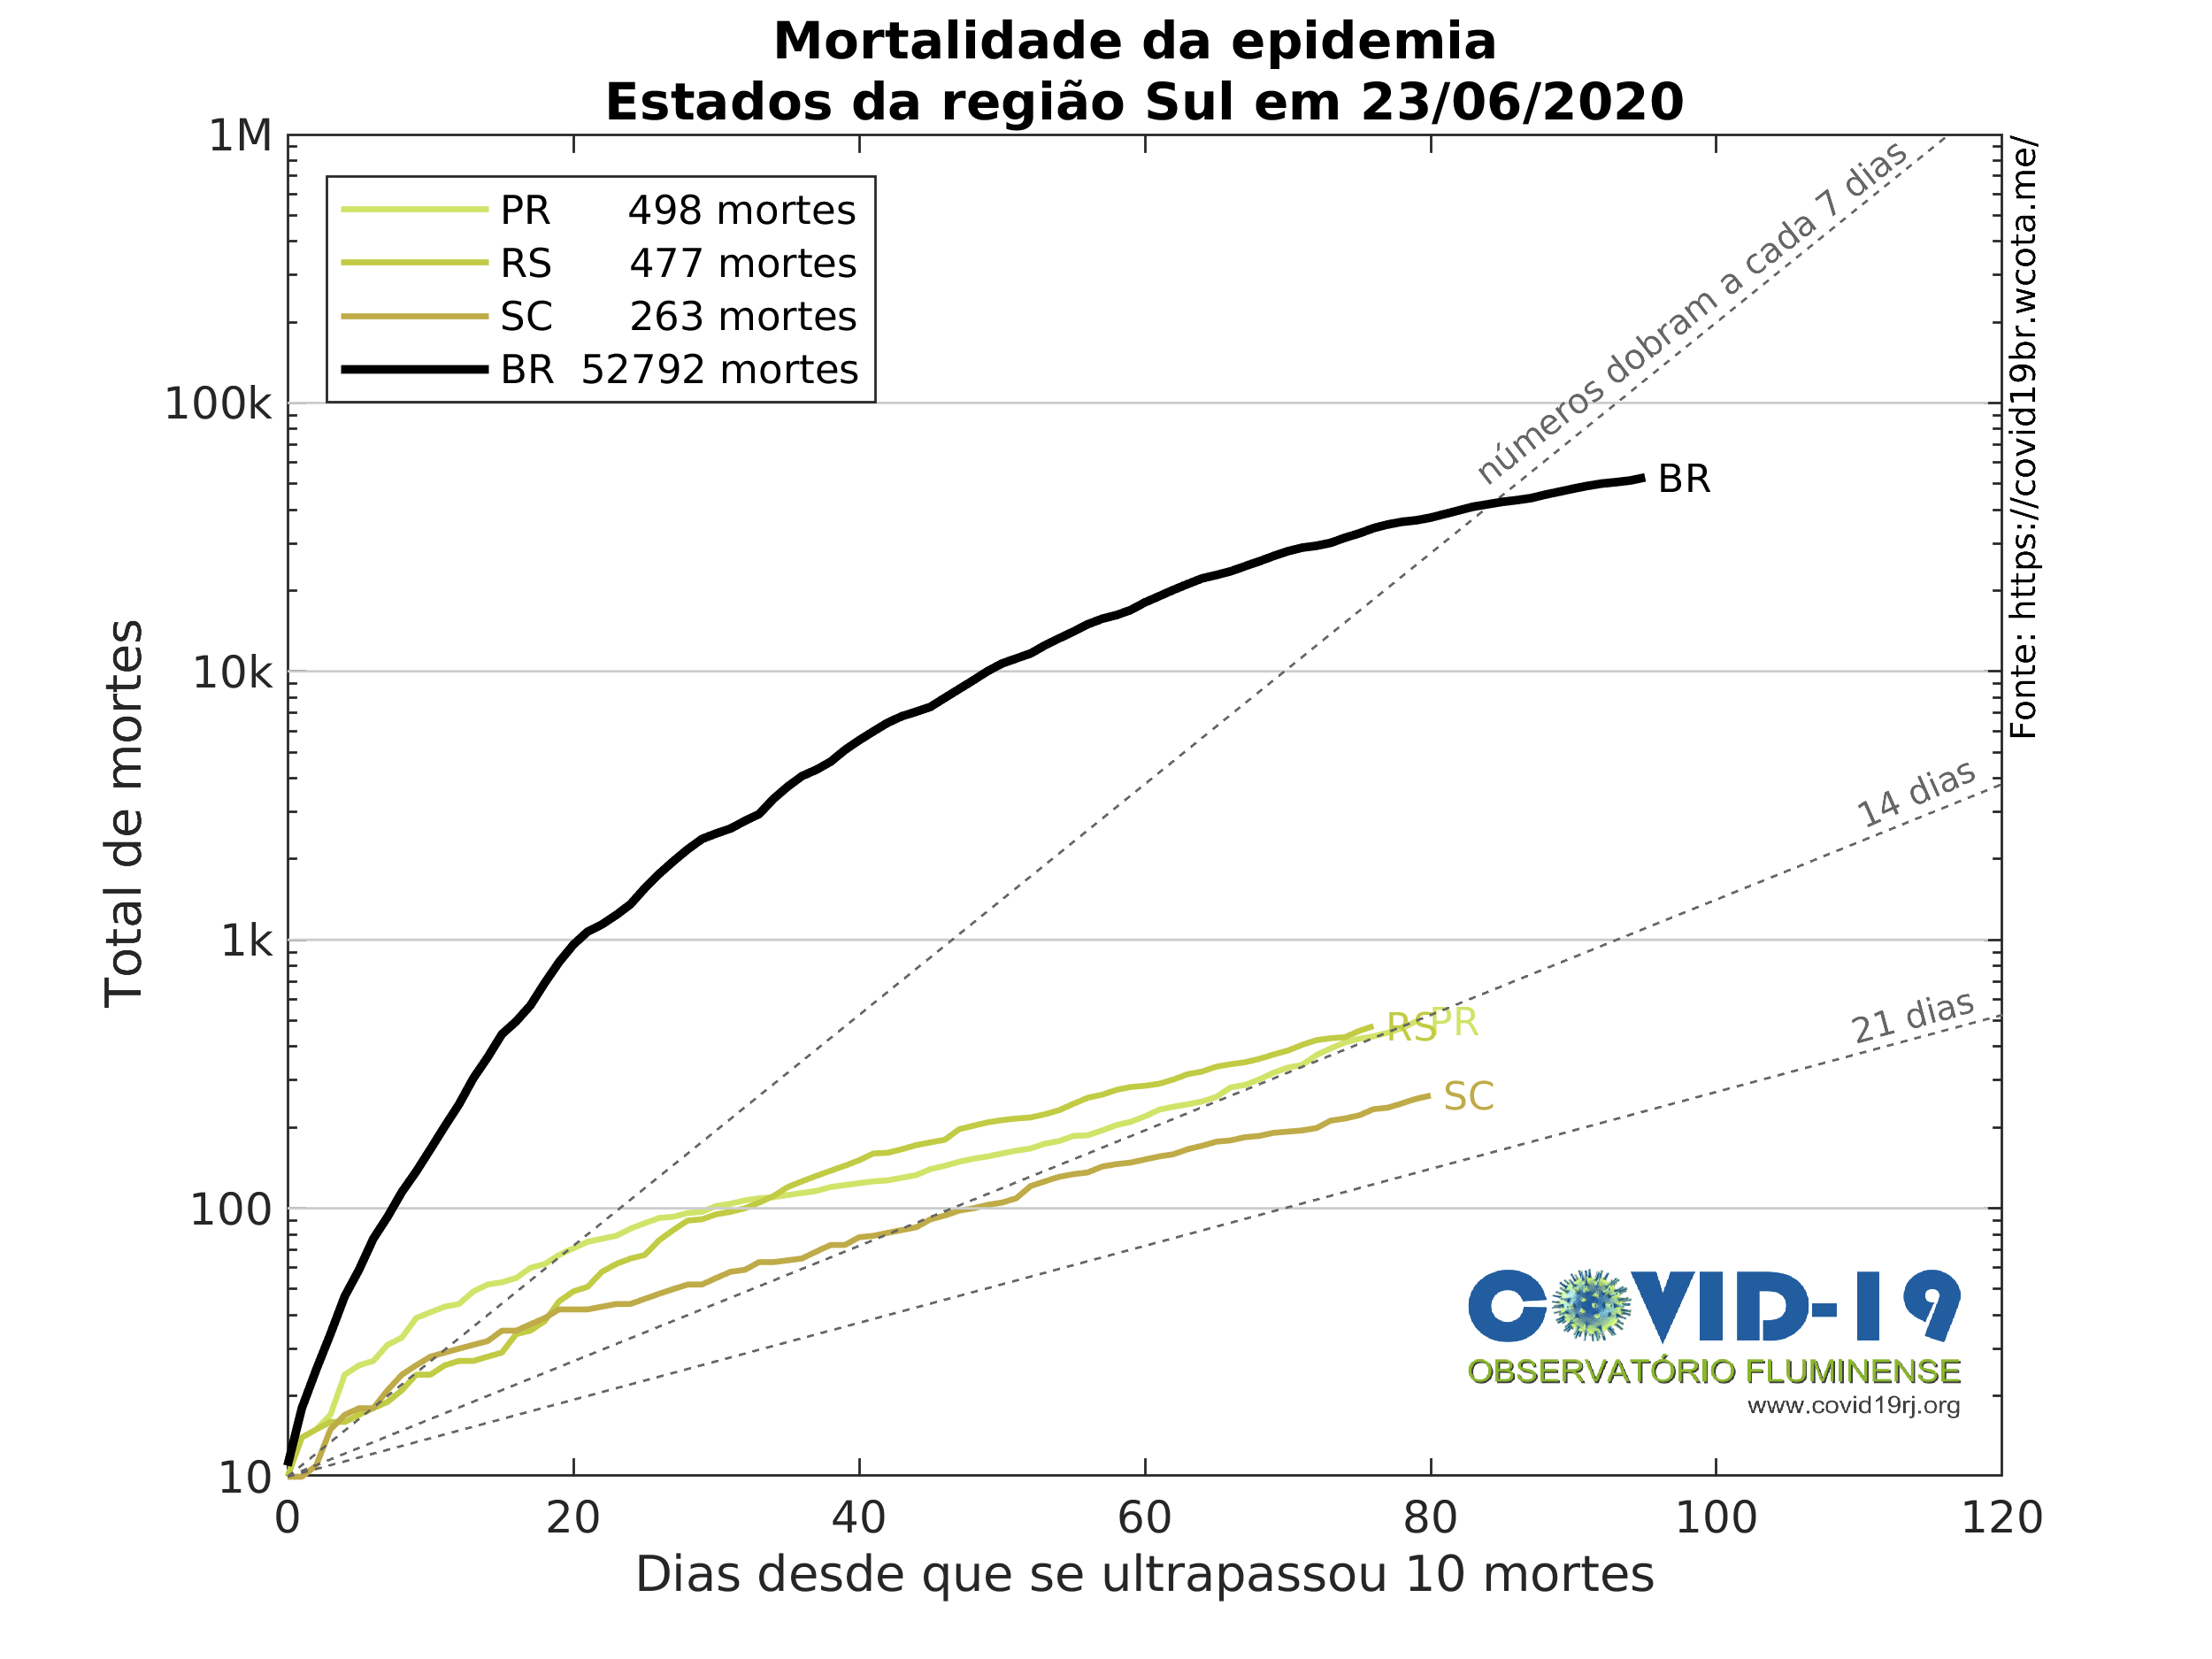 Mortalidade da epidemia
Estados da região Sul em 23/06/2020
1M
100k
10k
1k
100
10
Total de mortes
PR 498 mortes
RS 477 mortes
SC 263 mortes
BR 52792 mortes
números dobram a cada 7 dias
BR
14 dias
21 dias
RS
PR
SC
Fonte: https://covid19br.wcota.me/
COVID-19
OBSERVATÓRIO FLUMINENSE
www.covid19rj.org
0 20 40 60 80 100 120
Dias desde que se ultrapassou 10 mortes